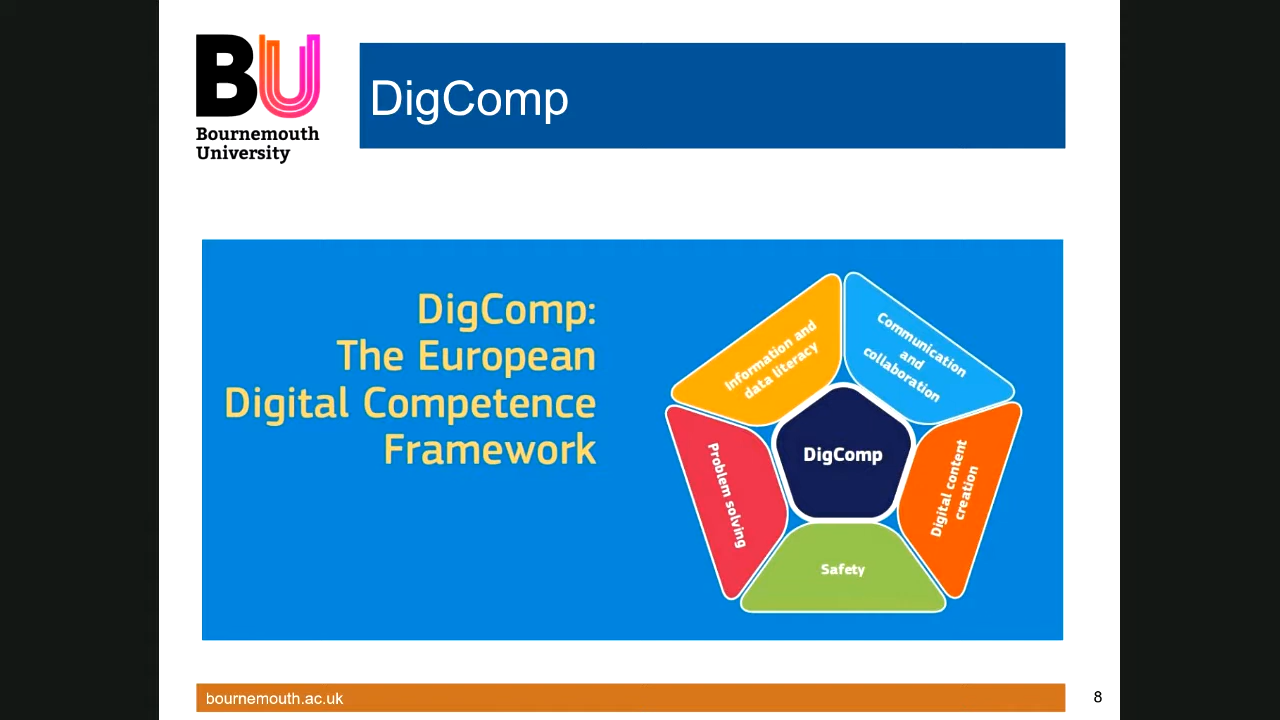 BU
Bournemouth
University
DigComp
DigComp:
The European
Digital Competence
Framework
Information and
data literacy
Communication
and
collaboration
Problem solving
DigComp
Digital content
creation
Safety
bournemouth.ac.uk
8